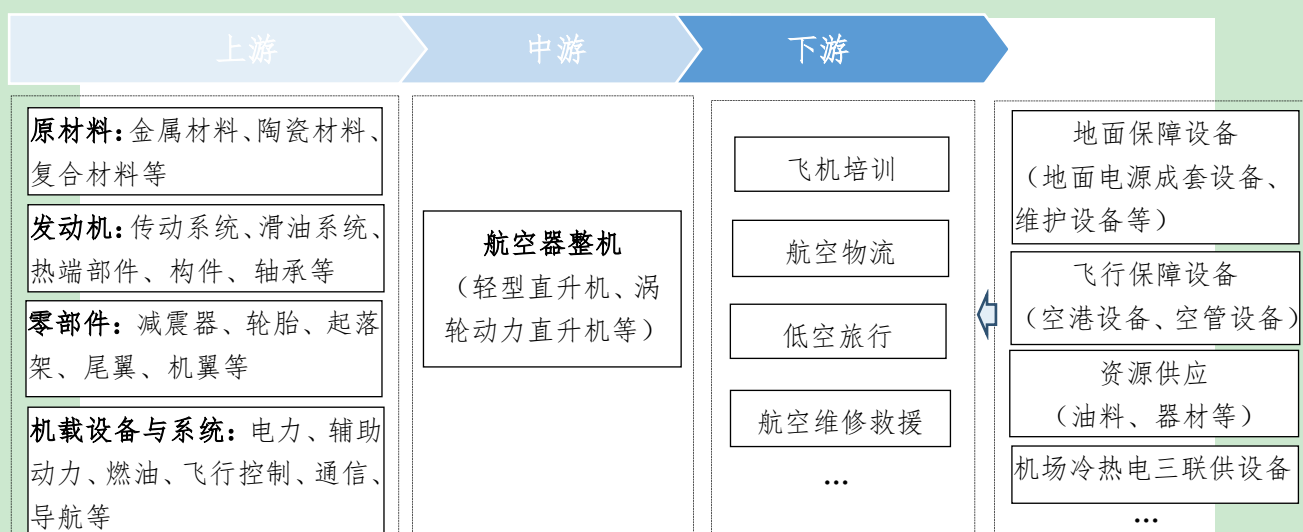 上游
中游
下游
原材料：金属材料、陶瓷材料、
复合材料等
发动机：传动系统、滑油系统、
热端部件、构件、轴承等
零部件：减震器、轮胎、起落
架、尾翼、机翼等
机载设备与系统：电力、辅助
动力、燃油、飞行控制、通信、
导航等
航空器整机
（轻型直升机、涡
轮动力直升机等）
飞机培训
航空物流
低空旅行
航空维修救援
…
地面保障设备
（地面电源成套设备、
维护设备等）
飞行保障设备
（空港设备、空管设备）
资源供应
（油料、器材等）
机场冷热电三联供设备
…